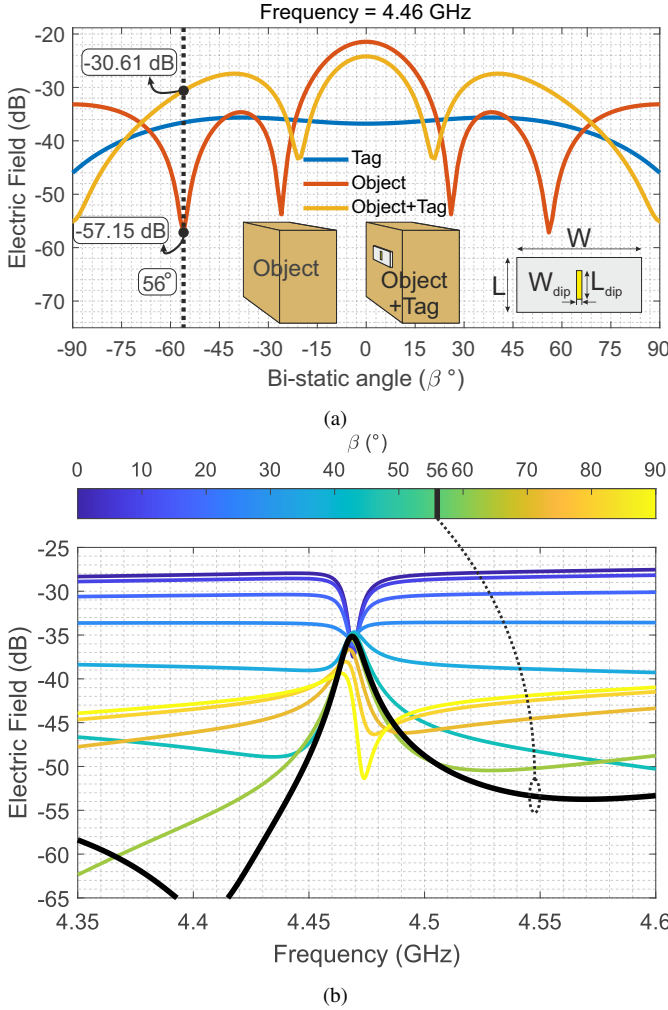 Frequency = 4.46 GHz
-20
-30
-40
-50
-60
-70
Electric Field (dB)
-30.61 dB
-57.15 dB
56°
Tag
Object
Object+Tag
Object
Object
+Tag
W
L
W_dip
L_dip
-90 -75 -60 -45 -30 -15 0 15 30 45 60 75 90
Bi-static angle (β °)
(a)
β (°)
0 10 20 30 40 50 56 60 70 80 90
-25
-30
-35
-40
-45
-50
-55
-60
-65
Electric Field (dB)
4.35 4.4 4.45 4.5 4.55 4.6
Frequency (GHz)
(b)